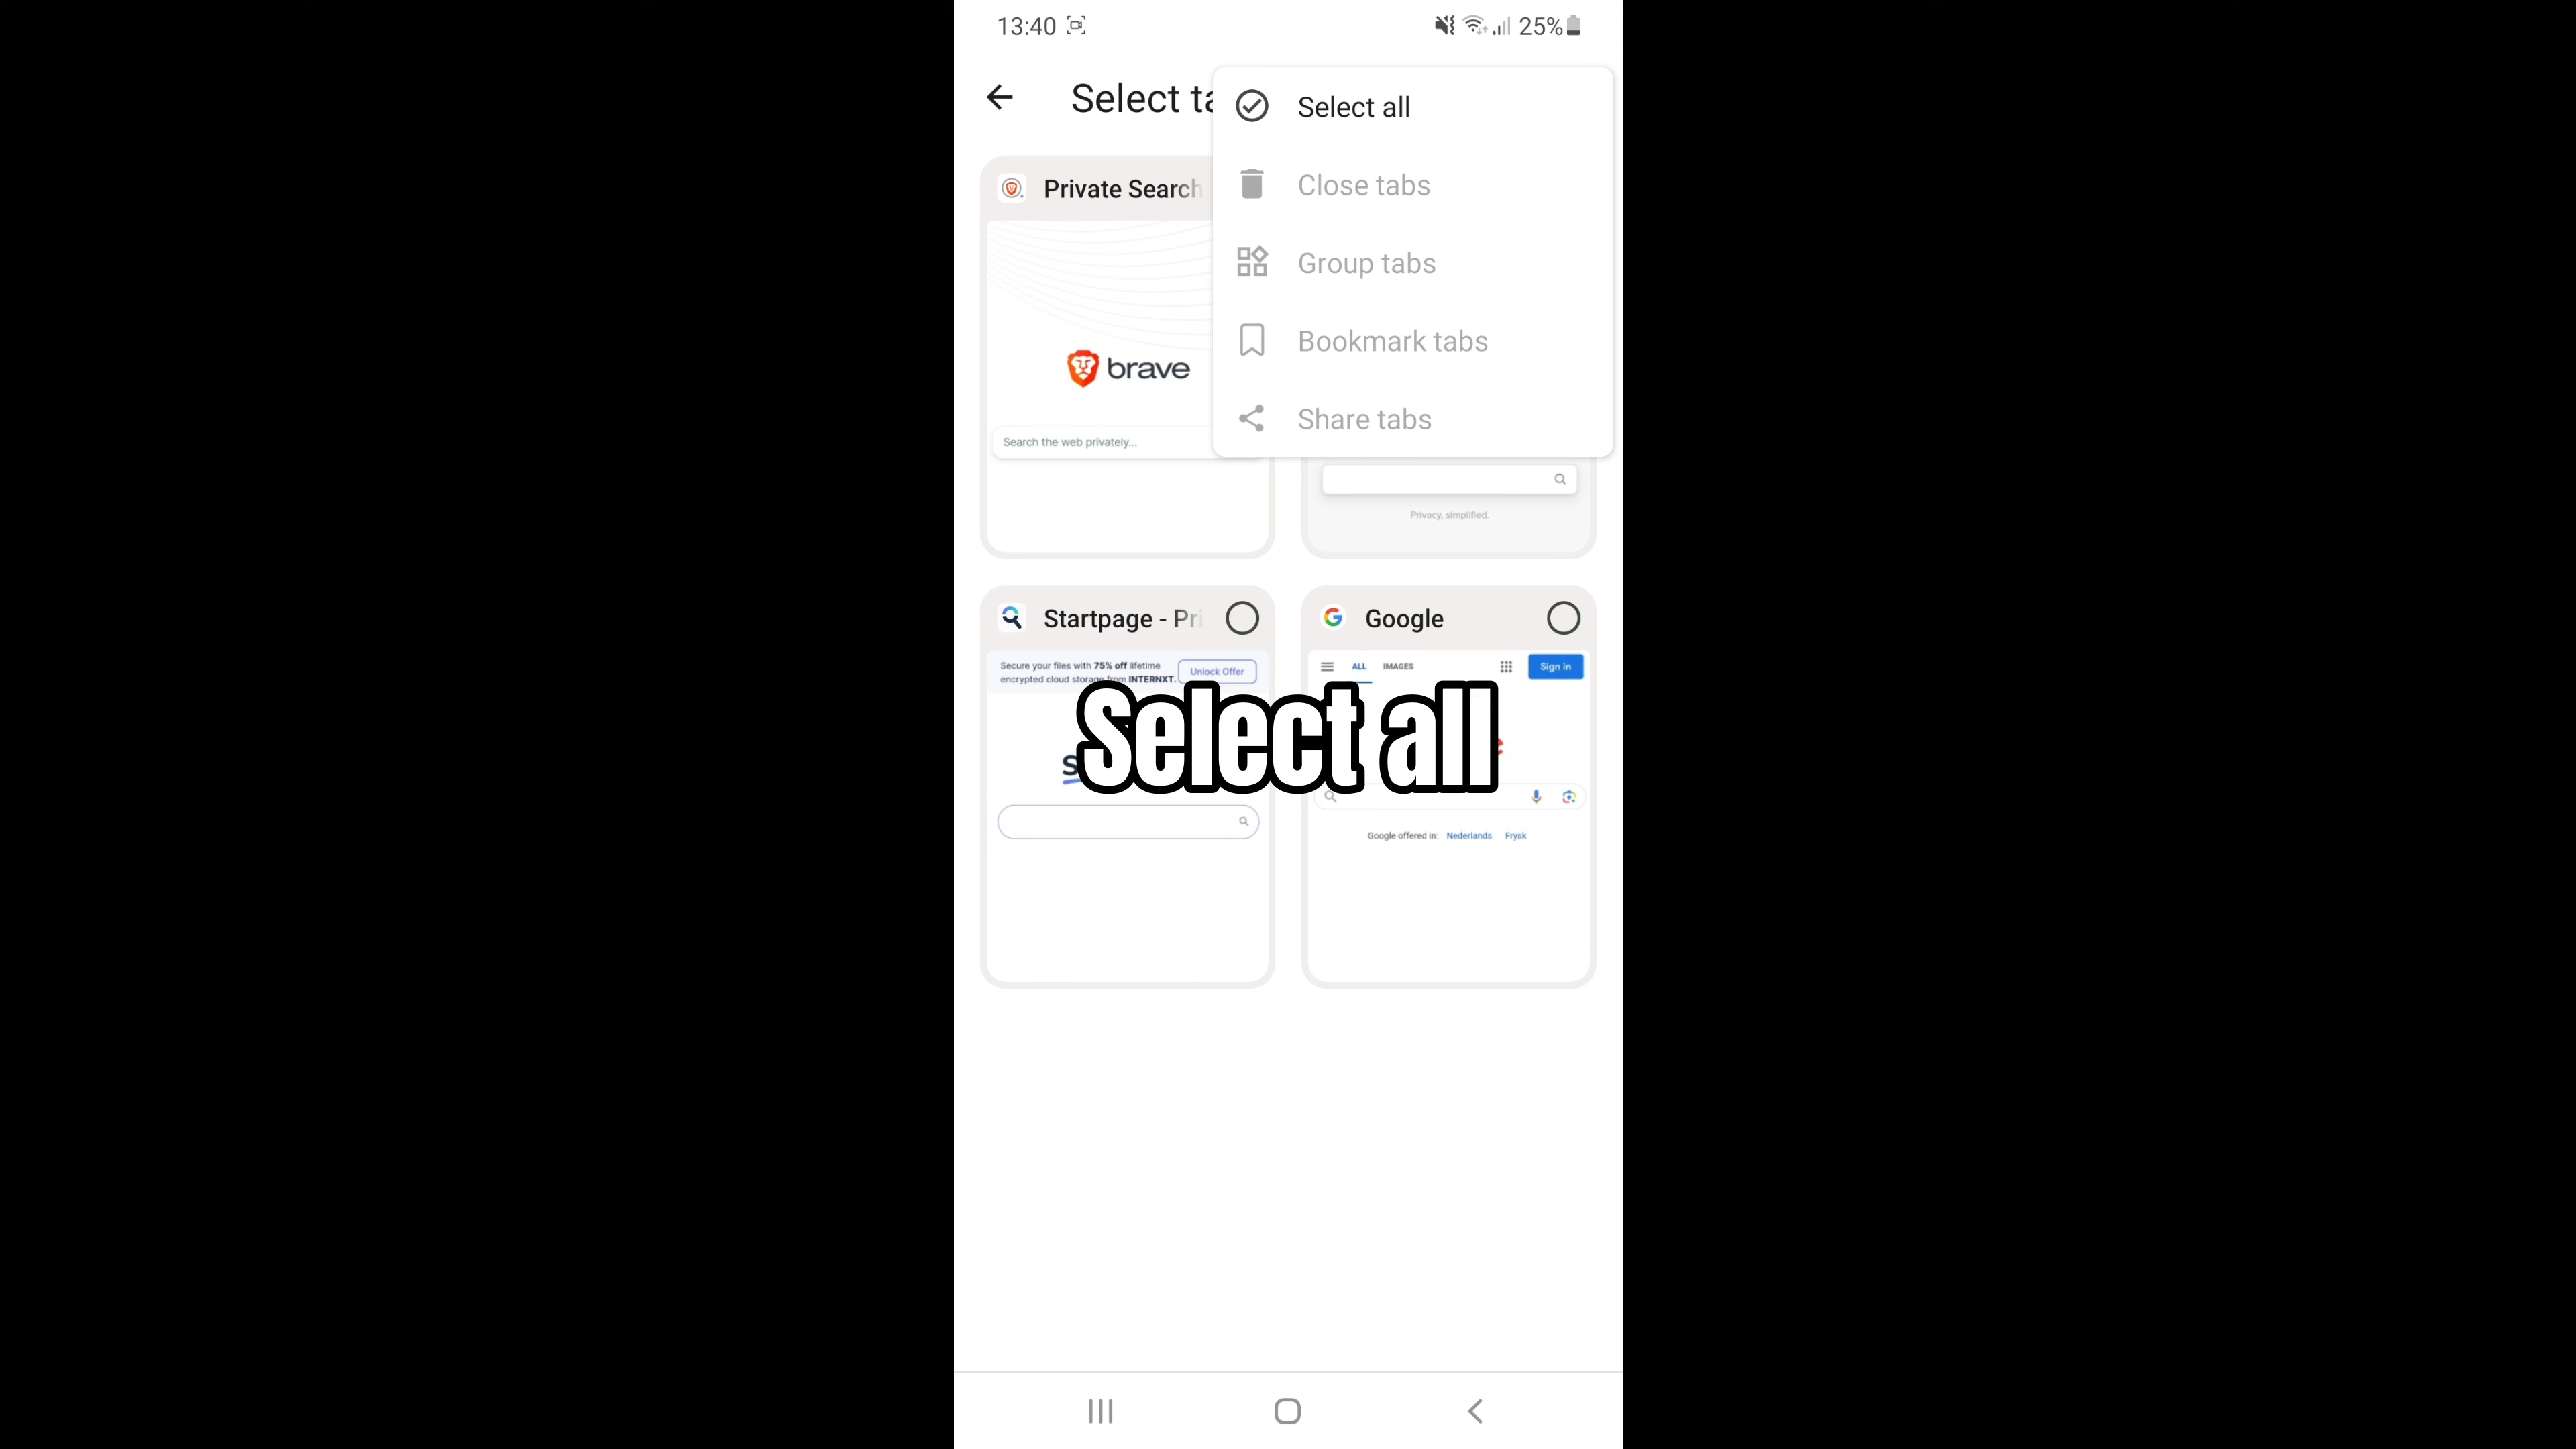 13:40
25%
Select ta
Select all
Close tabs
Group tabs
Bookmark tabs
Share tabs
Private Search
brave
Search the web privately...
Privacy, simplified.
Startpage - Pri
Google
Secure your files with 75% off lifetime
encrypted cloud storage from INTERNXT.
Unlock Offer
ALL IMAGES
Sign in
Select all
Google offered in: Nederlands Frysk